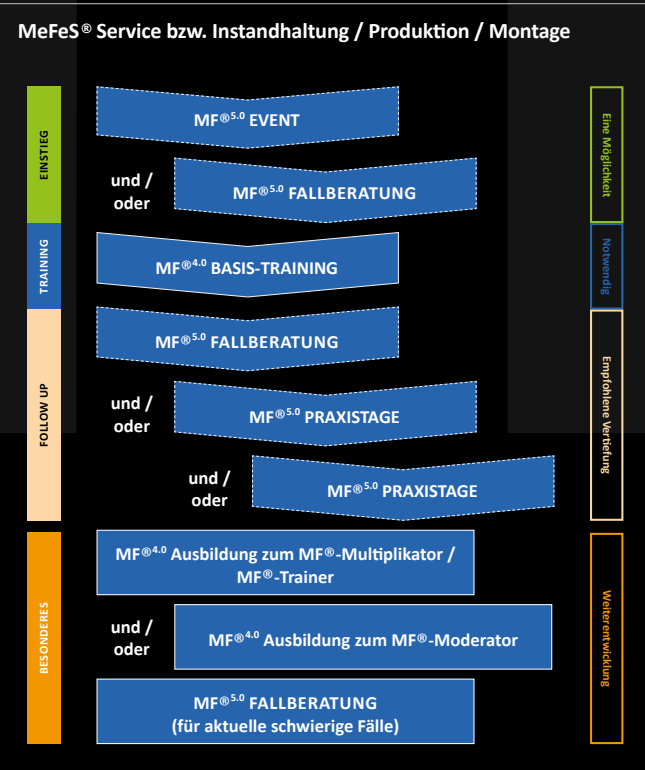 MeFeS® Service bzw. Instandhaltung / Produktion / Montage
EINSTIEG
MF®5.0 EVENT
Eine Möglichkeit
und /
oder
MF®5.0 FALLBERATUNG
TRAINING
MF®4.0 BASIS-TRAINING
Notwendig
FOLLOW UP
MF®5.0 FALLBERATUNG
Empfohlene Vertiefung
und /
oder
MF®5.0 PRAXISTAGE
und /
oder
MF®5.0 PRAXISTAGE
BESONDERES
MF®4.0 Ausbildung zum MF®-Multiplikator /
MF®-Trainer
Weiterentwicklung
und /
oder
MF®4.0 Ausbildung zum MF®-Moderator
MF®5.0 FALLBERATUNG
(für aktuelle schwierige Fälle)